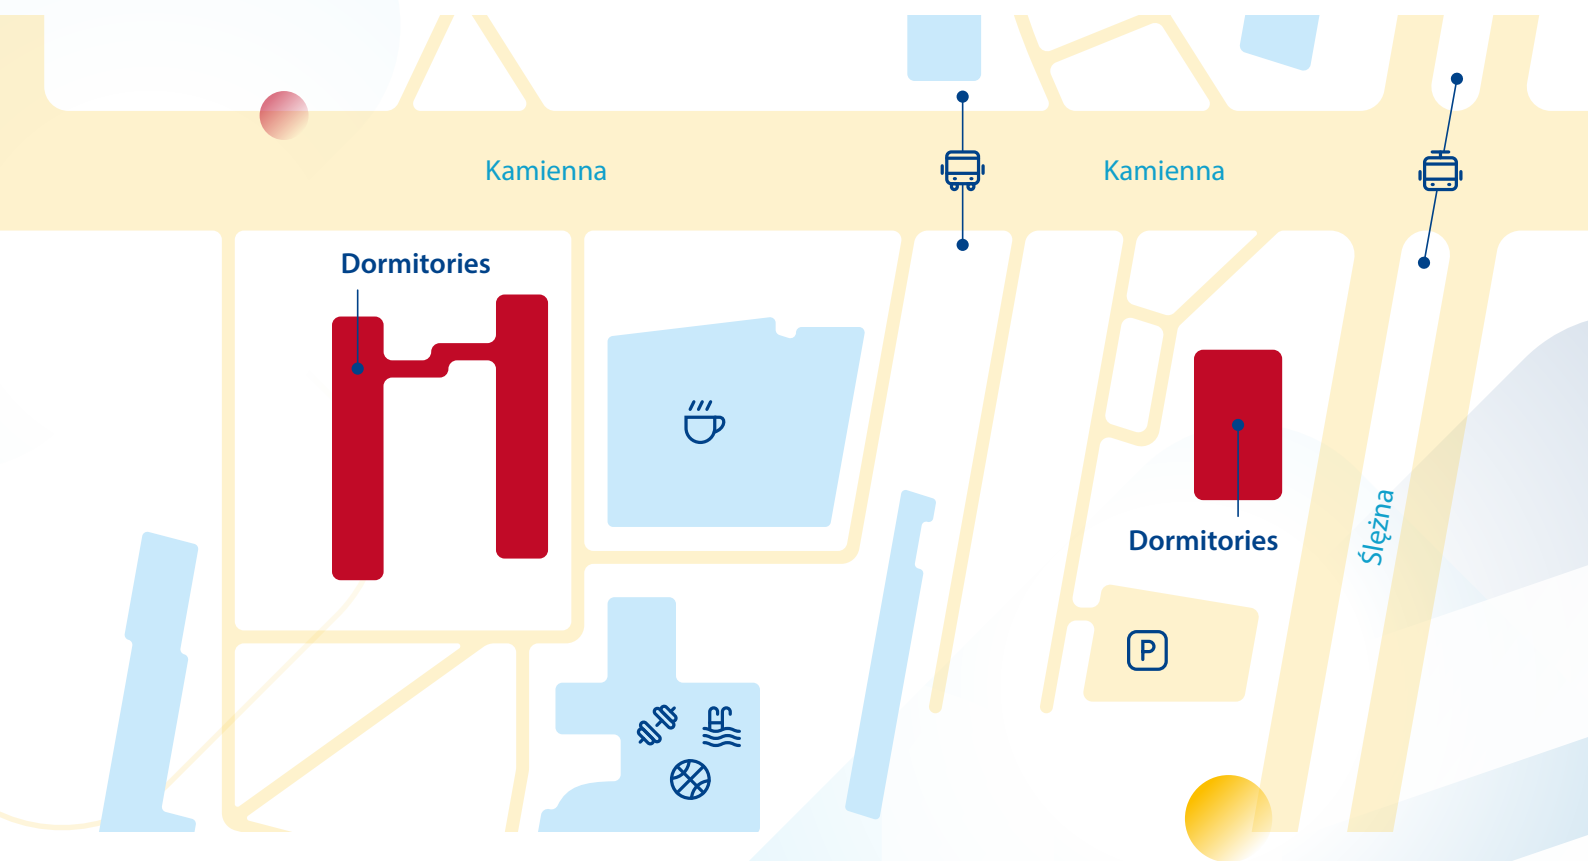 Kamienna
Kamienna
Dormitories
Dormitories
Ślężna
P